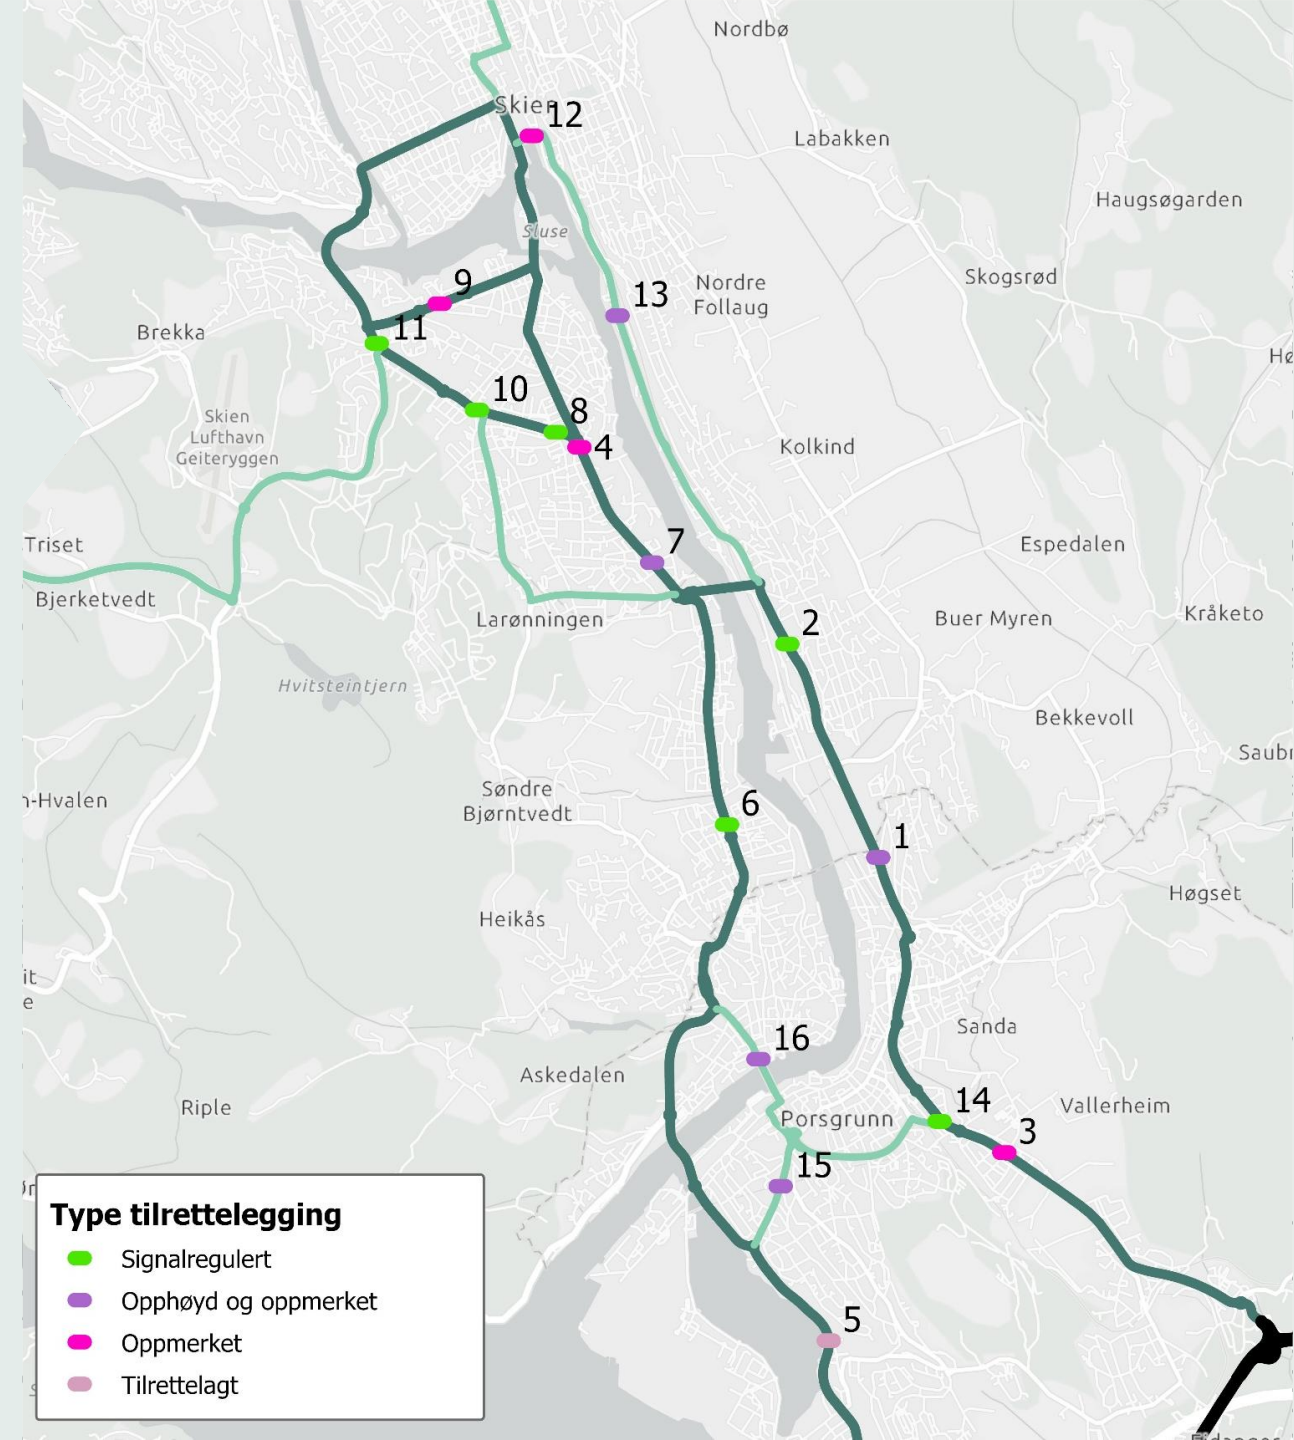 Nordbø
Skien
12
Labakken
Haugsøgarden
Sluse
Skogsrød
9
13
Nordre
Follaug
Brekka
11
10
8
4
Skien
Lufthavn
Geiteryggen
Kolkind
Triset
7
Espedalen
Bjerketvedt
Larønningen
2
Buer Myren
Kråketo
Hvitsteintjern
Bekkevoll
Søndre
Bjørntvedt
6
1
Høgset
Heikås
Sanda
16
Askedalen
Riple
14
Vallerheim
Porsgrunn
3
15
5
Type tilrettelegging
Signalregulert
Opphøyd og oppmerket
Oppmerket
Tilrettelagt